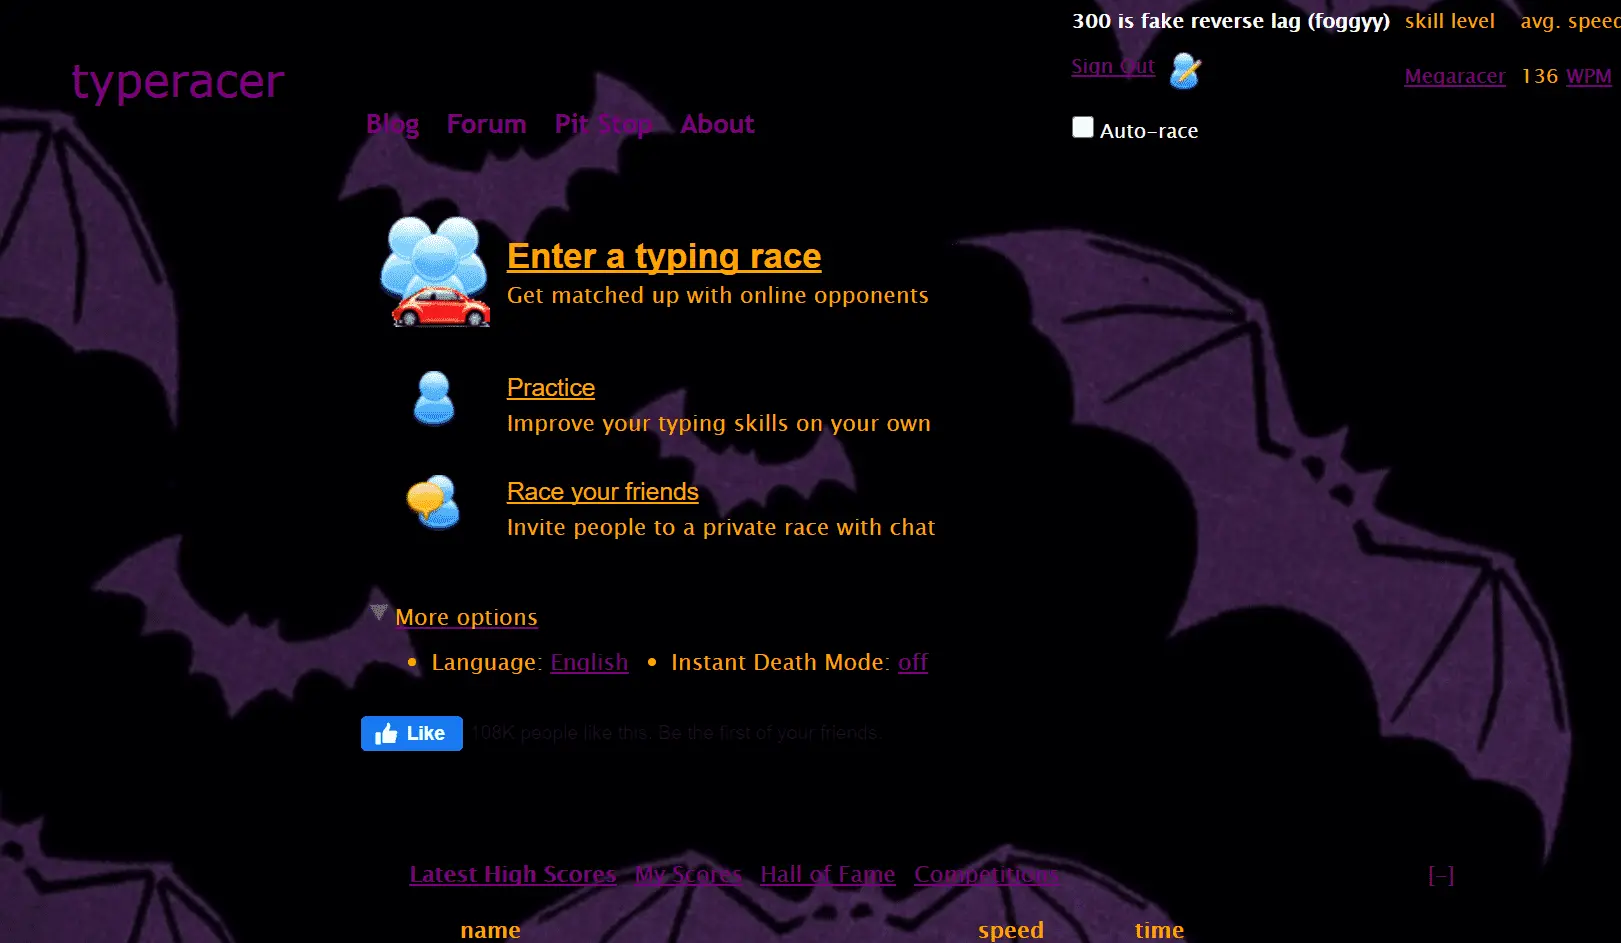 300 is fake reverse lag (foggyy) skill level avg. speed
typeracer
Sign Out Megaracer 136 WPM
Blog Forum Pit Stop About
Auto-race
Enter a typing race
Get matched up with online opponents
Practice
Improve your typing skills on your own
Race your friends
Invite people to a private race with chat
More options
• Language: English • Instant Death Mode: off
Like 108K people like this. Be the first of your friends.
Latest High Scores My Scores Hall of Fame Competitions [-]
name speed time